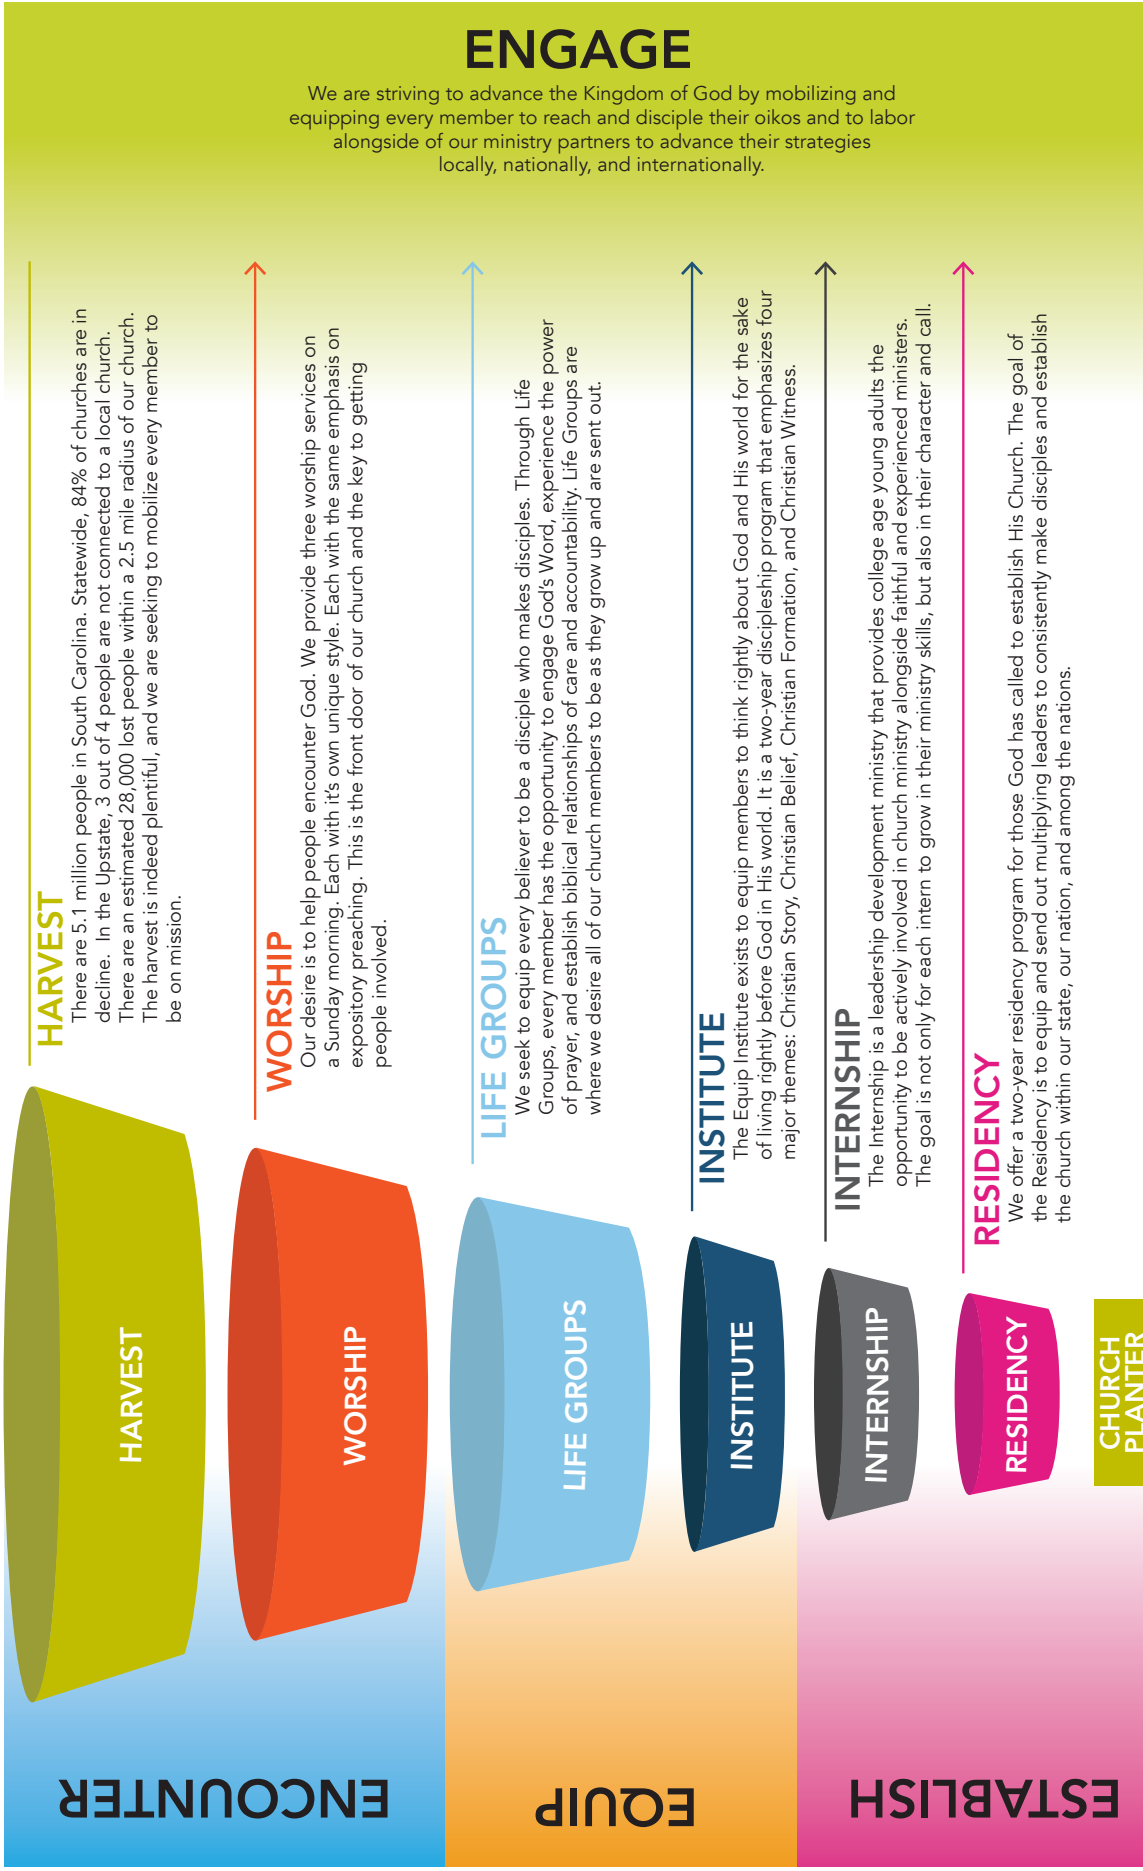 ENGAGE
We are striving to advance the Kingdom of God by mobilizing and
equipping every member to reach and disciple their oikos and to labor
alongside of our ministry partners to advance their strategies
locally, nationally, and internationally.
HARVEST
There are 5.1 million people in South Carolina. Statewide, 84% of churches are in
decline. In the Upstate, 3 out of 4 people are not connected to a local church.
There are an estimated 28,000 lost people within a 2.5 mile radius of our church.
The harvest is indeed plentiful, and we are seeking to mobilize every member to
be on mission.
WORSHIP
Our desire is to help people encounter God. We provide three worship services on
a Sunday morning. Each with it's own unique style. Each with the same emphasis on
expository preaching. This is the front door of our church and the key to getting
people involved.
LIFE GROUPS
We seek to equip every believer to be a disciple who makes disciples. Through Life
Groups, every member has the opportunity to engage God's Word, experience the power
of prayer, and establish biblical relationships of care and accountability. Life Groups are
where we desire all of our church members to be as they grow up and are sent out.
INSTITUTE
The Equip Institute exists to equip members to think rightly about God and His world for the sake
of living rightly before God in His world. It is a two-year discipleship program that emphasizes four
major themes: Christian Story, Christian Belief, Christian Formation, and Christian Witness.
INTERNSHIP
The Internship is a leadership development ministry that provides college age young adults the
opportunity to be actively involved in church ministry alongside faithful and experienced ministers.
The goal is not only for each intern to grow in their ministry skills, but also in their character and call.
RESIDENCY
We offer a two-year residency program for those God has called to establish His Church. The goal of
the Residency is to equip and send out multiplying leaders to consistently make disciples and establish
the church within our state, our nation, and among the nations.
HARVEST
WORSHIP
LIFE GROUPS
INSTITUTE
INTERNSHIP
RESIDENCY
CHURCH
PLANTER
ENCOUNTER
EQUIP
ESTABLISH